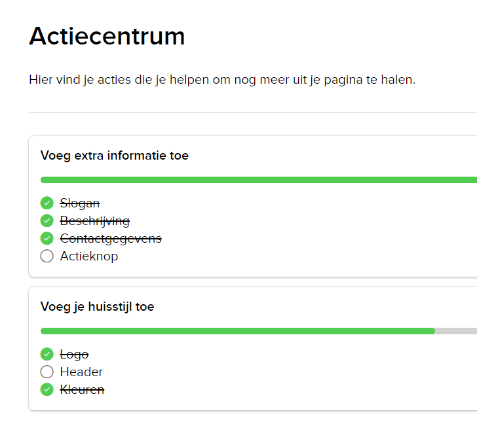 Actiecentrum
Hier vind je acties die je helpen om nog meer uit je pagina te halen.
Voeg extra informatie toe
Slogan
Beschrijving
Contactgegevens
Actieknop
Voeg je huisstijl toe
Logo
Header
Kleuren